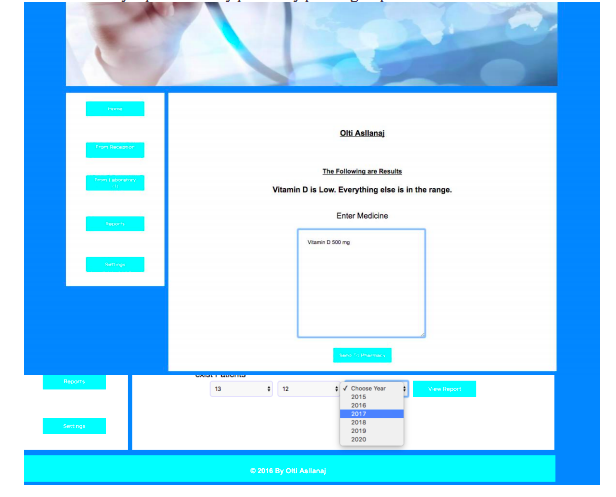 Home
From Reception
From Laboratory
Reports
Settings
Olti Asllanaj
The Following are Results
Vitamin D is Low. Everything else is in the range.
Enter Medicine
Vitamin D 500 mg
Send To Pharmacy
Reports
Settings
exist Patients
13
12
✓ Choose Year
2015
2016
2017
2018
2019
2020
View Report
© 2018 By Olti Asllanaj